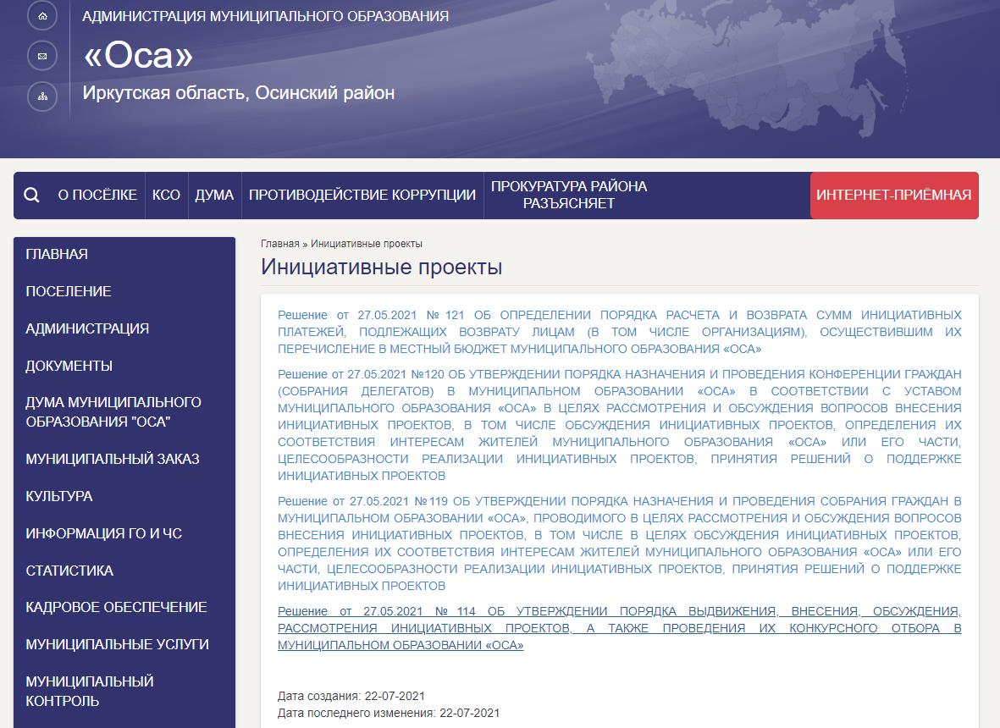 АДМИНИСТРАЦИЯ МУНИЦИПАЛЬНОГО ОБРАЗОВАНИЯ
«Оса»
Иркутская область, Осинский район
О ПОСЁЛКЕ
КСО
ДУМА
ПРОТИВОДЕЙСТВИЕ КОРРУПЦИИ
ПРОКУРАТУРА РАЙОНА
РАЗЪЯСНЯЕТ
ИНТЕРНЕТ-ПРИЁМНАЯ
ГЛАВНАЯ
ПОСЕЛЕНИЕ
АДМИНИСТРАЦИЯ
ДОКУМЕНТЫ
ДУМА МУНИЦИПАЛЬНОГО
ОБРАЗОВАНИЯ "ОСА"
МУНИЦИПАЛЬНЫЙ ЗАКАЗ
КУЛЬТУРА
ИНФОРМАЦИЯ ГО И ЧС
СТАТИСТИКА
КАДРОВОЕ ОБЕСПЕЧЕНИЕ
МУНИЦИПАЛЬНЫЕ УСЛУГИ
МУНИЦИПАЛЬНЫЙ
КОНТРОЛЬ
Главная » Инициативные проекты
Инициативные проекты
Решение от 27.05.2021 № 121 ОБ ОПРЕДЕЛЕНИИ ПОРЯДКА РАСЧЕТА И ВОЗВРАТА СУММ ИНИЦИАТИВНЫХ
ПЛАТЕЖЕЙ, ПОДЛЕЖАЩИХ ВОЗВРАТУ ЛИЦАМ (В ТОМ ЧИСЛЕ ОРГАНИЗАЦИЯМ), ОСУЩЕСТВИВШИМ ИХ
ПЕРЕЧИСЛЕНИЕ В МЕСТНЫЙ БЮДЖЕТ МУНИЦИПАЛЬНОГО ОБРАЗОВАНИЯ «ОСА»
Решение от 27.05.2021 №120 ОБ УТВЕРЖДЕНИИ ПОРЯДКА НАЗНАЧЕНИЯ И ПРОВЕДЕНИЯ КОНФЕРЕНЦИИ ГРАЖДАН
(СОБРАНИЯ ДЕЛЕГАТОВ) В МУНИЦИПАЛЬНОМ ОБРАЗОВАНИИ «ОСА» В СООТВЕТСТВИИ С УСТАВОМ
МУНИЦИПАЛЬНОГО ОБРАЗОВАНИЯ «ОСА» В ЦЕЛЯХ РАССМОТРЕНИЯ И ОБСУЖДЕНИЯ ВОПРОСОВ ВНЕСЕНИЯ
ИНИЦИАТИВНЫХ ПРОЕКТОВ, В ТОМ ЧИСЛЕ ОБСУЖДЕНИЯ ИНИЦИАТИВНЫХ ПРОЕКТОВ, ОПРЕДЕЛЕНИЯ ИХ
СООТВЕТСТВИЯ ИНТЕРЕСАМ ЖИТЕЛЕЙ МУНИЦИПАЛЬНОГО ОБРАЗОВАНИЯ «ОСА» ИЛИ ЕГО ЧАСТИ,
ЦЕЛЕСООБРАЗНОСТИ РЕАЛИЗАЦИИ ИНИЦИАТИВНЫХ ПРОЕКТОВ, ПРИНЯТИЯ РЕШЕНИЙ О ПОДДЕРЖКЕ
ИНИЦИАТИВНЫХ ПРОЕКТОВ
Решение от 27.05.2021 №119 ОБ УТВЕРЖДЕНИИ ПОРЯДКА НАЗНАЧЕНИЯ И ПРОВЕДЕНИЯ СОБРАНИЯ ГРАЖДАН В
МУНИЦИПАЛЬНОМ ОБРАЗОВАНИИ «ОСА», ПРОВОДИМОГО В ЦЕЛЯХ РАССМОТРЕНИЯ И ОБСУЖДЕНИЯ ВОПРОСОВ
ВНЕСЕНИЯ ИНИЦИАТИВНЫХ ПРОЕКТОВ, В ТОМ ЧИСЛЕ В ЦЕЛЯХ ОБСУЖДЕНИЯ ИНИЦИАТИВНЫХ ПРОЕКТОВ,
ОПРЕДЕЛЕНИЯ ИХ СООТВЕТСТВИЯ ИНТЕРЕСАМ ЖИТЕЛЕЙ МУНИЦИПАЛЬНОГО ОБРАЗОВАНИЯ «ОСА» ИЛИ ЕГО
ЧАСТИ, ЦЕЛЕСООБРАЗНОСТИ РЕАЛИЗАЦИИ ИНИЦИАТИВНЫХ ПРОЕКТОВ, ПРИНЯТИЯ РЕШЕНИЙ О ПОДДЕРЖКЕ
ИНИЦИАТИВНЫХ ПРОЕКТОВ
Решение от 27.05.2021 № 114 ОБ УТВЕРЖДЕНИИ ПОРЯДКА ВЫДВИЖЕНИЯ, ВНЕСЕНИЯ, ОБСУЖДЕНИЯ,
РАССМОТРЕНИЯ ИНИЦИАТИВНЫХ ПРОЕКТОВ, А ТАКЖЕ ПРОВЕДЕНИЯ ИХ КОНКУРСНОГО ОТБОРА В
МУНИЦИПАЛЬНОМ ОБРАЗОВАНИИ «ОСА»
Дата создания: 22-07-2021
Дата последнего изменения: 22-07-2021